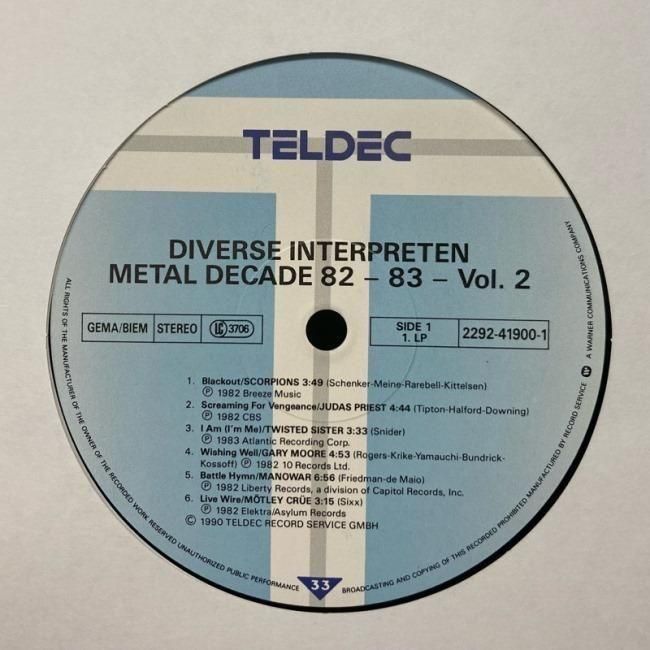 TELDEC
DIVERSE INTERPRETEN
METAL DECADE 82 – 83 – Vol. 2
GEMA/BIEM STEREO LC 3706
SIDE 1
1. LP
2292-41900-1
1. Blackout/SCORPIONS 3:49 (Schenker-Meine-Rarebell-Kittelsen)
Ⓟ 1982 Breeze Music
2. Screaming For Vengeance/JUDAS PRIEST 4:44 (Tipton-Halford-Downing)
Ⓟ 1982 CBS
3. I Am (I'm Me)/TWISTED SISTER 3:33 (Snider)
Ⓟ 1983 Atlantic Recording Corp.
4. Wishing Well/GARY MOORE 4:53 (Rogers-Krike-Yamauchi-Bundrick-
Kossoff) Ⓟ 1982 10 Records Ltd.
5. Battle Hymn/MANOWAR 6:56 (Friedman-de Maio)
Ⓟ 1982 Liberty Records, a division of Capitol Records, Inc.
6. Live Wire/MÖTLEY CRÜE 3:15 (Sixx)
Ⓟ 1982 Elektra/Asylum Records
© 1990 TELDEC RECORD SERVICE GMBH
33
ALL RIGHTS OF THE MANUFACTURER OF THE OWNER OF THE RECORDED WORK RESERVED UNAUTHORIZED PUBLIC PERFORMANCE BROADCASTING AND COPYING OF THIS RECORD PROHIBITED MANUFACTURED BY RECORD SERVICE A WARNER COMMUNICATIONS COMPANY